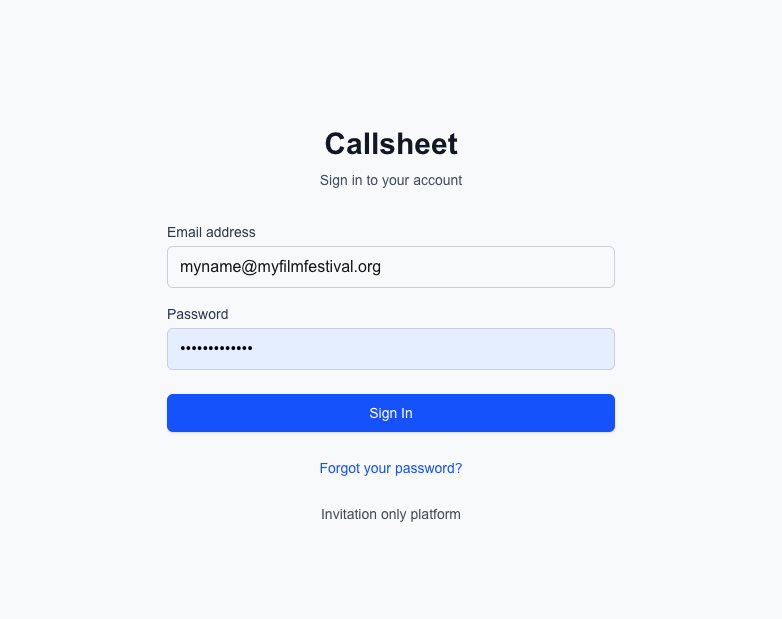 Callsheet
Sign in to your account
Email address
myname@myfilmfestival.org
Password
•••••••••••••
Sign In
Forgot your password?
Invitation only platform